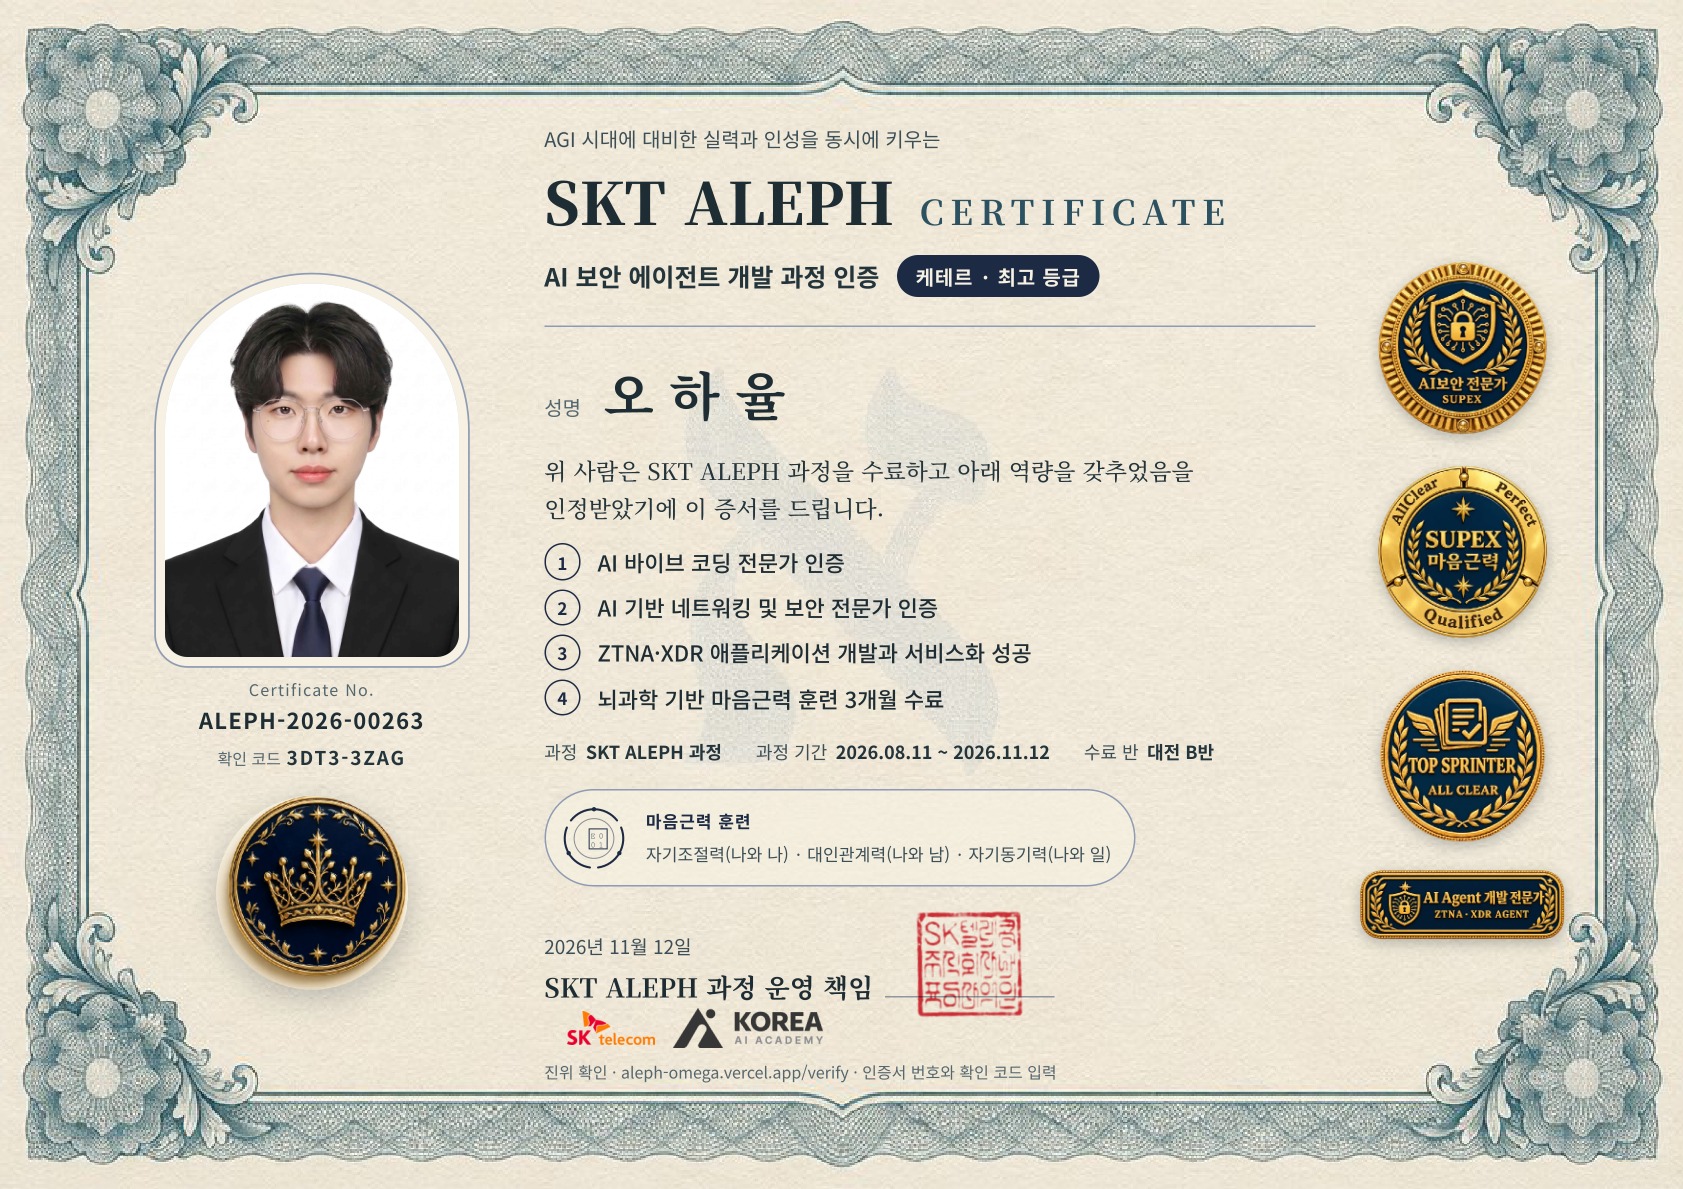 AGI 시대에 대비한 실력과 인성을 동시에 키우는
SKT ALEPH CERTIFICATE
AI 보안 에이전트 개발 과정 인증 케테르 · 최고 등급
성명 오하율
위 사람은 SKT ALEPH 과정을 수료하고 아래 역량을 갖추었음을
인정받았기에 이 증서를 드립니다.
1 AI 바이브 코딩 전문가 인증
2 AI 기반 네트워킹 및 보안 전문가 인증
3 ZTNA·XDR 애플리케이션 개발과 서비스화 성공
4 뇌과학 기반 마음근력 훈련 3개월 수료
과정 SKT ALEPH 과정 과정 기간 2026.08.11 ~ 2026.11.12 수료 반 대전 B반
마음근력 훈련
자기조절력(나와 나) · 대인관계력(나와 남) · 자기동기력(나와 일)
2026년 11월 12일
SKT ALEPH 과정 운영 책임
SK telecom
KOREA
AI ACADEMY
진위 확인 · aleph-omega.vercel.app/verify · 인증서 번호와 확인 코드 입력
Certificate No.
ALEPH-2026-00263
확인 코드 3DT3-3ZAG
AI보안 전문가
SUPEX
AllClear Perfect
SUPEX
마음근력
Qualified
TOP SPRINTER
ALL CLEAR
AI Agent 개발 전문가
ZTNA · XDR AGENT